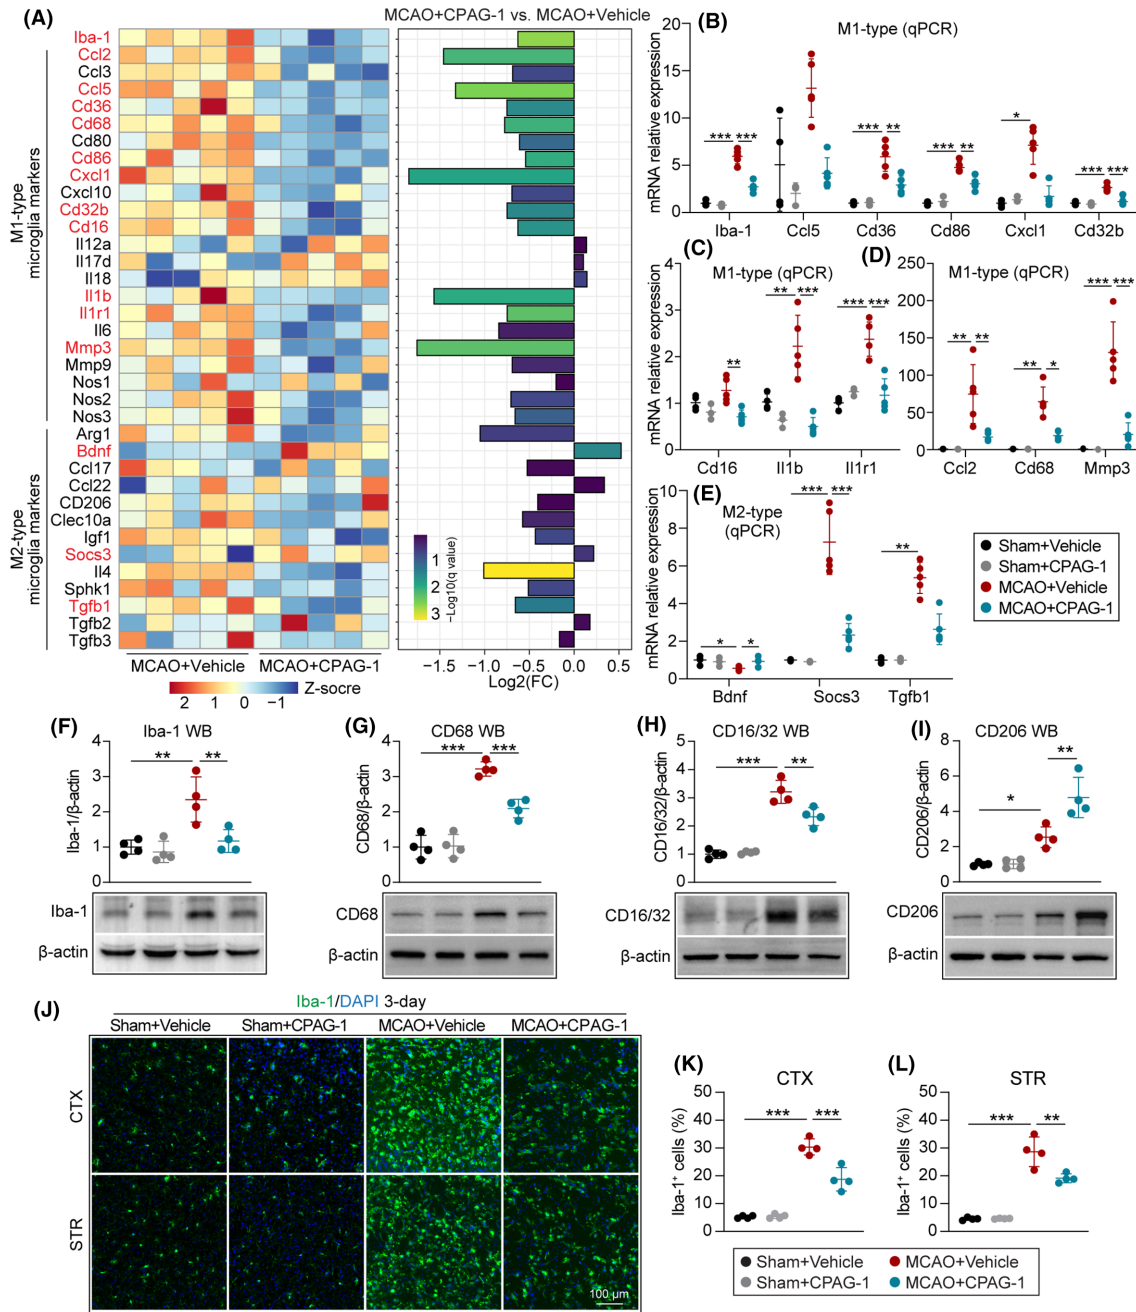 (A)
MCAO+CPAG-1 vs. MCAO+Vehicle
M1-type
microglia markers
Iba-1
Ccl2
Ccl3
Ccl5
Cd36
Cd68
Cd80
Cd86
Cxcl1
Cxcl10
Cd32b
Cd16
Il12a
Il17d
Il18
Il1b
Il1r1
Il6
Mmp3
Mmp9
Nos1
Nos2
Nos3
M2-type
microglia markers
Arg1
Bdnf
Ccl17
Ccl22
CD206
Clec10a
Igf1
Socs3
Il4
Sphk1
Tgfb1
Tgfb2
Tgfb3
MCAO+Vehicle MCAO+CPAG-1
2 1 0 −1 Z-socre
1
2
3
−Log10(q value)
−1.5 −1.0 −0.5 0.0 0.5
Log2(FC)
(B)
M1-type (qPCR)
mRNA relative expression
20
15
10
5
0
*** *** *** ** *** ** * *** ***
Iba-1 Ccl5 Cd36 Cd86 Cxcl1 Cd32b
(C)
M1-type (qPCR)
mRNA relative expression
4
3
2
1
0
** ** *** *** ***
Cd16 Il1b Il1r1
(D)
M1-type (qPCR)
250
200
150
100
50
0
** ** ** * *** ***
Ccl2 Cd68 Mmp3
(E)
M2-type
(qPCR)
mRNA relative expression
10
8
6
4
2
0
* * *** *** **
Bdnf Socs3 Tgfb1
Sham+Vehicle
Sham+CPAG-1
MCAO+Vehicle
MCAO+CPAG-1
(F)
Iba-1 WB
Iba-1/β-actin
4
3
2
1
0
** **
Iba-1
β-actin
(G)
CD68 WB
CD68/β-actin
4
3
2
1
0
*** ***
CD68
β-actin
(H)
CD16/32 WB
CD16/32/β-actin
5
4
3
2
1
0
*** **
CD16/32
β-actin
(I)
CD206 WB
CD206/β-actin
8
6
4
2
0
* **
CD206
β-actin
(J)
Iba-1/DAPI 3-day
Sham+Vehicle Sham+CPAG-1 MCAO+Vehicle MCAO+CPAG-1
CTX
STR
100 µm
(K)
CTX
Iba-1⁺ cells (%)
50
40
30
20
10
0
*** ***
(L)
STR
Iba-1⁺ cells (%)
50
40
30
20
10
0
*** **
Sham+Vehicle MCAO+Vehicle
Sham+CPAG-1 MCAO+CPAG-1